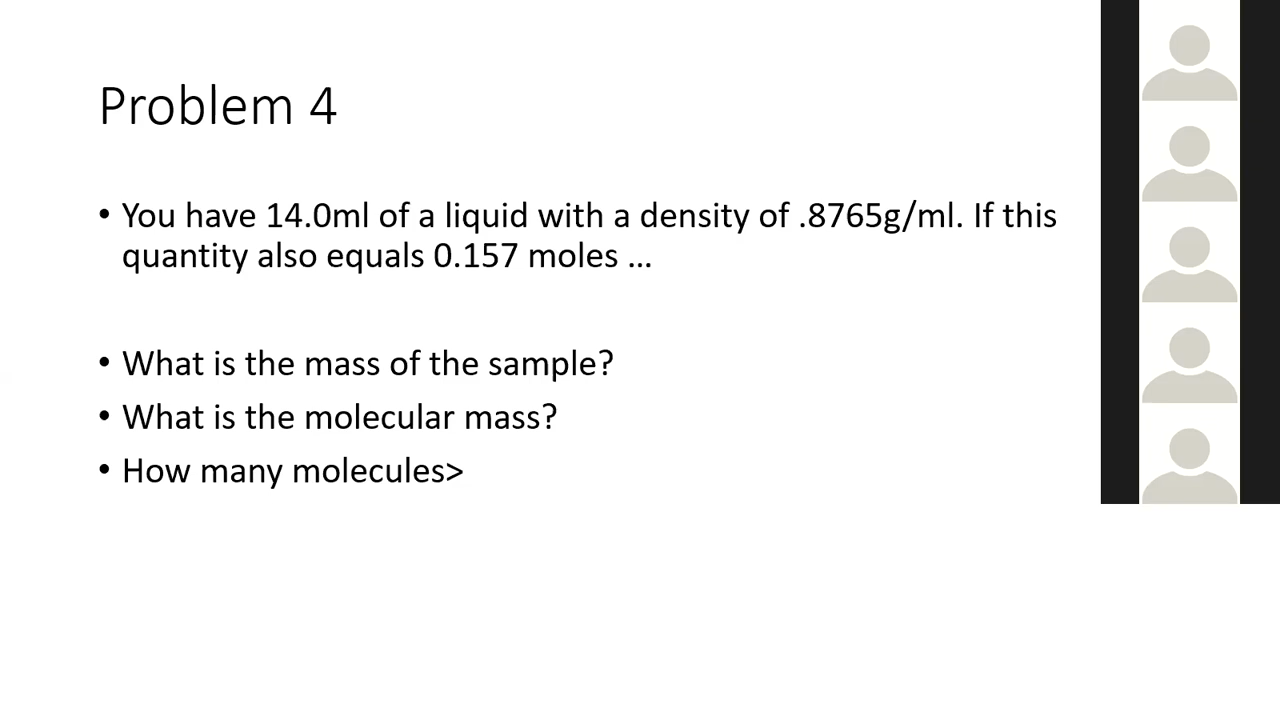 Problem 4
• You have 14.0ml of a liquid with a density of .8765g/ml. If this
quantity also equals 0.157 moles ...
• What is the mass of the sample?
• What is the molecular mass?
• How many molecules>